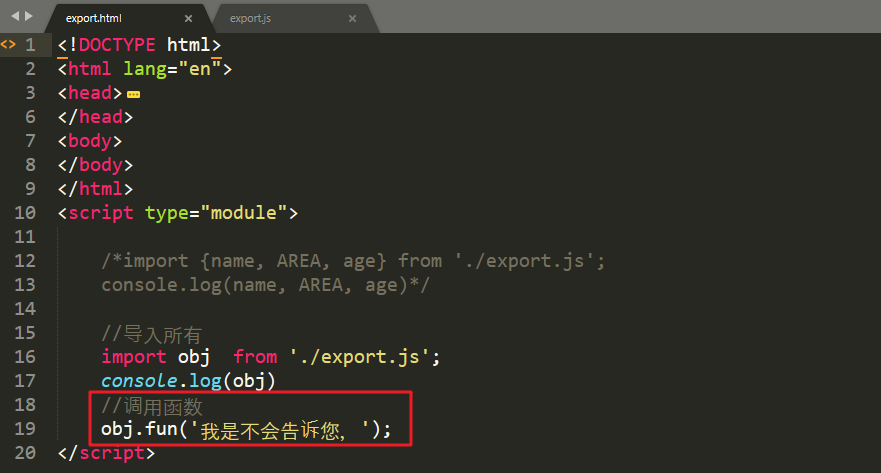 export.html × export.js ×
1 <!DOCTYPE html>
2 <html lang="en">
3 <head>
6 </head>
7 <body>
8 </body>
9 </html>
10 <script type="module">
11
12 /*import {name, AREA, age} from './export.js';
13 console.log(name, AREA, age)*/
14
15 //导入所有
16 import obj  from './export.js';
17 console.log(obj)
18 //调用函数
19 obj.fun('我是不会告诉您，');
20 </script>